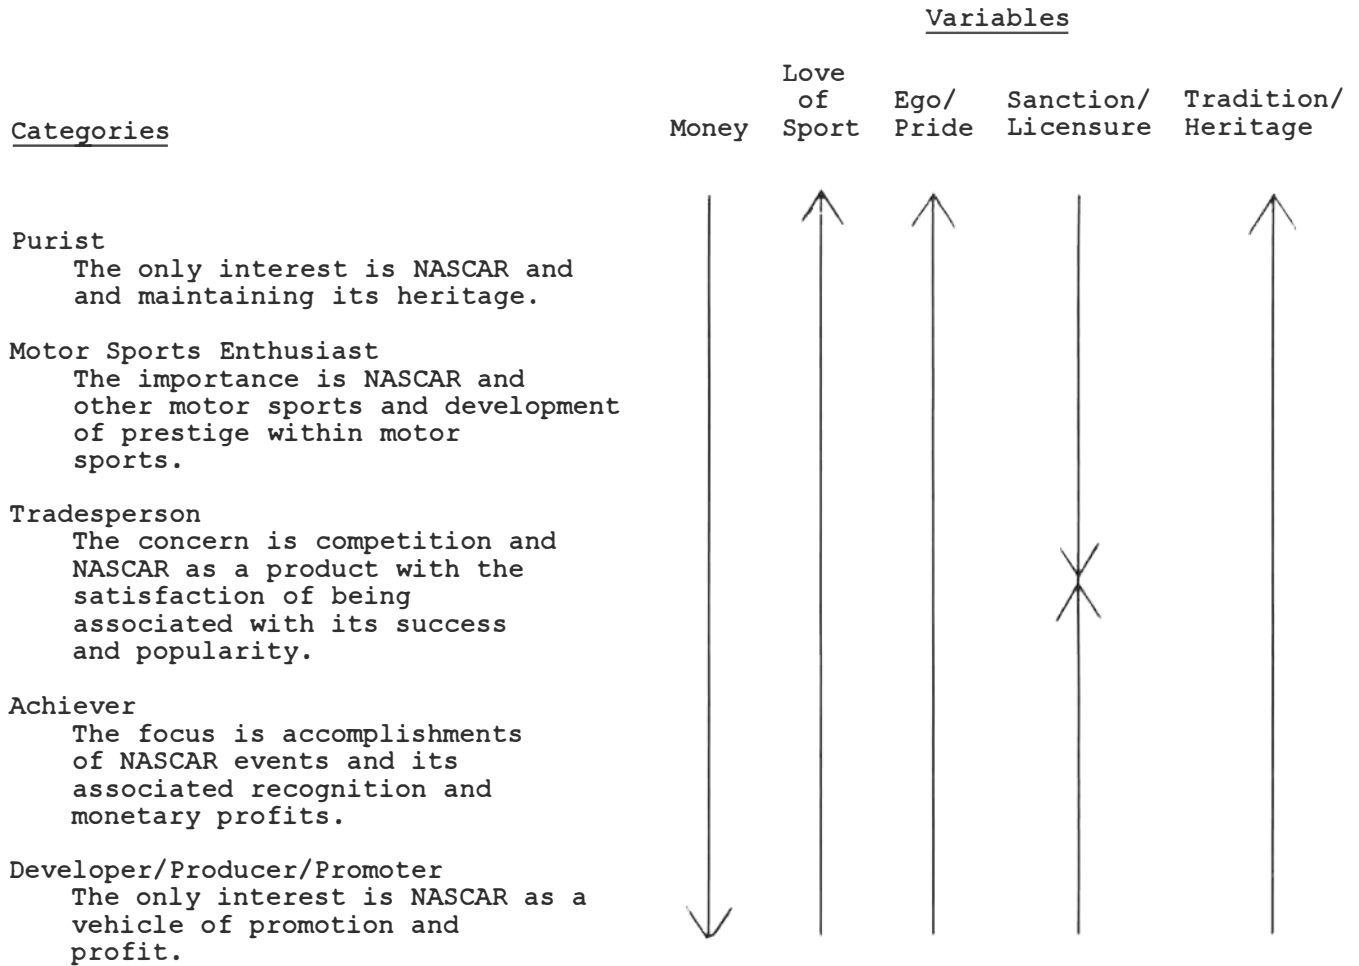 Variables
Love
of Ego/ Sanction/ Tradition/
Categories Money Sport Pride Licensure Heritage
Purist
The only interest is NASCAR and
and maintaining its heritage.
Motor Sports Enthusiast
The importance is NASCAR and
other motor sports and development
of prestige within motor
sports.
Tradesperson
The concern is competition and
NASCAR as a product with the
satisfaction of being
associated with its success
and popularity.
Achiever
The focus is accomplishments
of NASCAR events and its
associated recognition and
monetary profits.
Developer/Producer/Promoter
The only interest is NASCAR as a
vehicle of promotion and
profit.